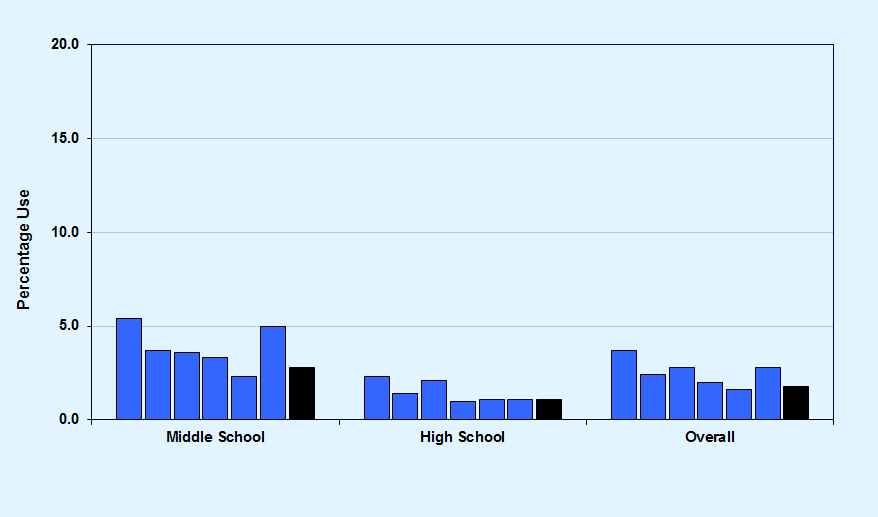 20.0
15.0
10.0
5.0
0.0
Percentage Use
Middle School
High School
Overall